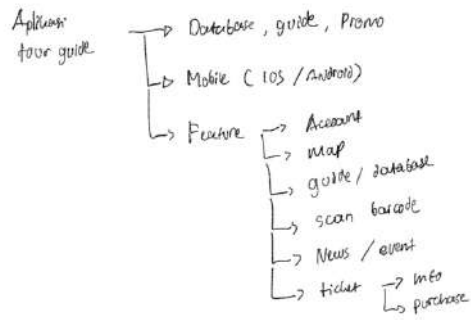 Aplikasi
tour guide
Database, guide, Promo
Mobile (IOS / Android)
Feature
Account
Map
guide / database
scan barcode
News / event
ticket
info
purchase